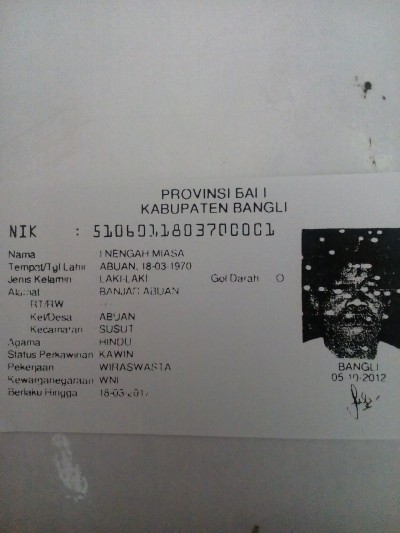 PROVINSI BALI
KABUPATEN BANGLI
NIK : 5106011803700001
Nama I NENGAH MIASA
Tempat/Tgl Lahir ABUAN, 18-03-1970
Jenis Kelamin LAKI-LAKI Gol Darah O
Alamat BANJAR ABUAN
RT/RW
Kel/Desa ABUAN
Kecamatan SUSUT
Agama HINDU
Status Perkawinan KAWIN
Pekerjaan WIRASWASTA
Kewarganegaraan WNI
Berlaku Hingga 18-03-2017
BANGLI
05-10-2012